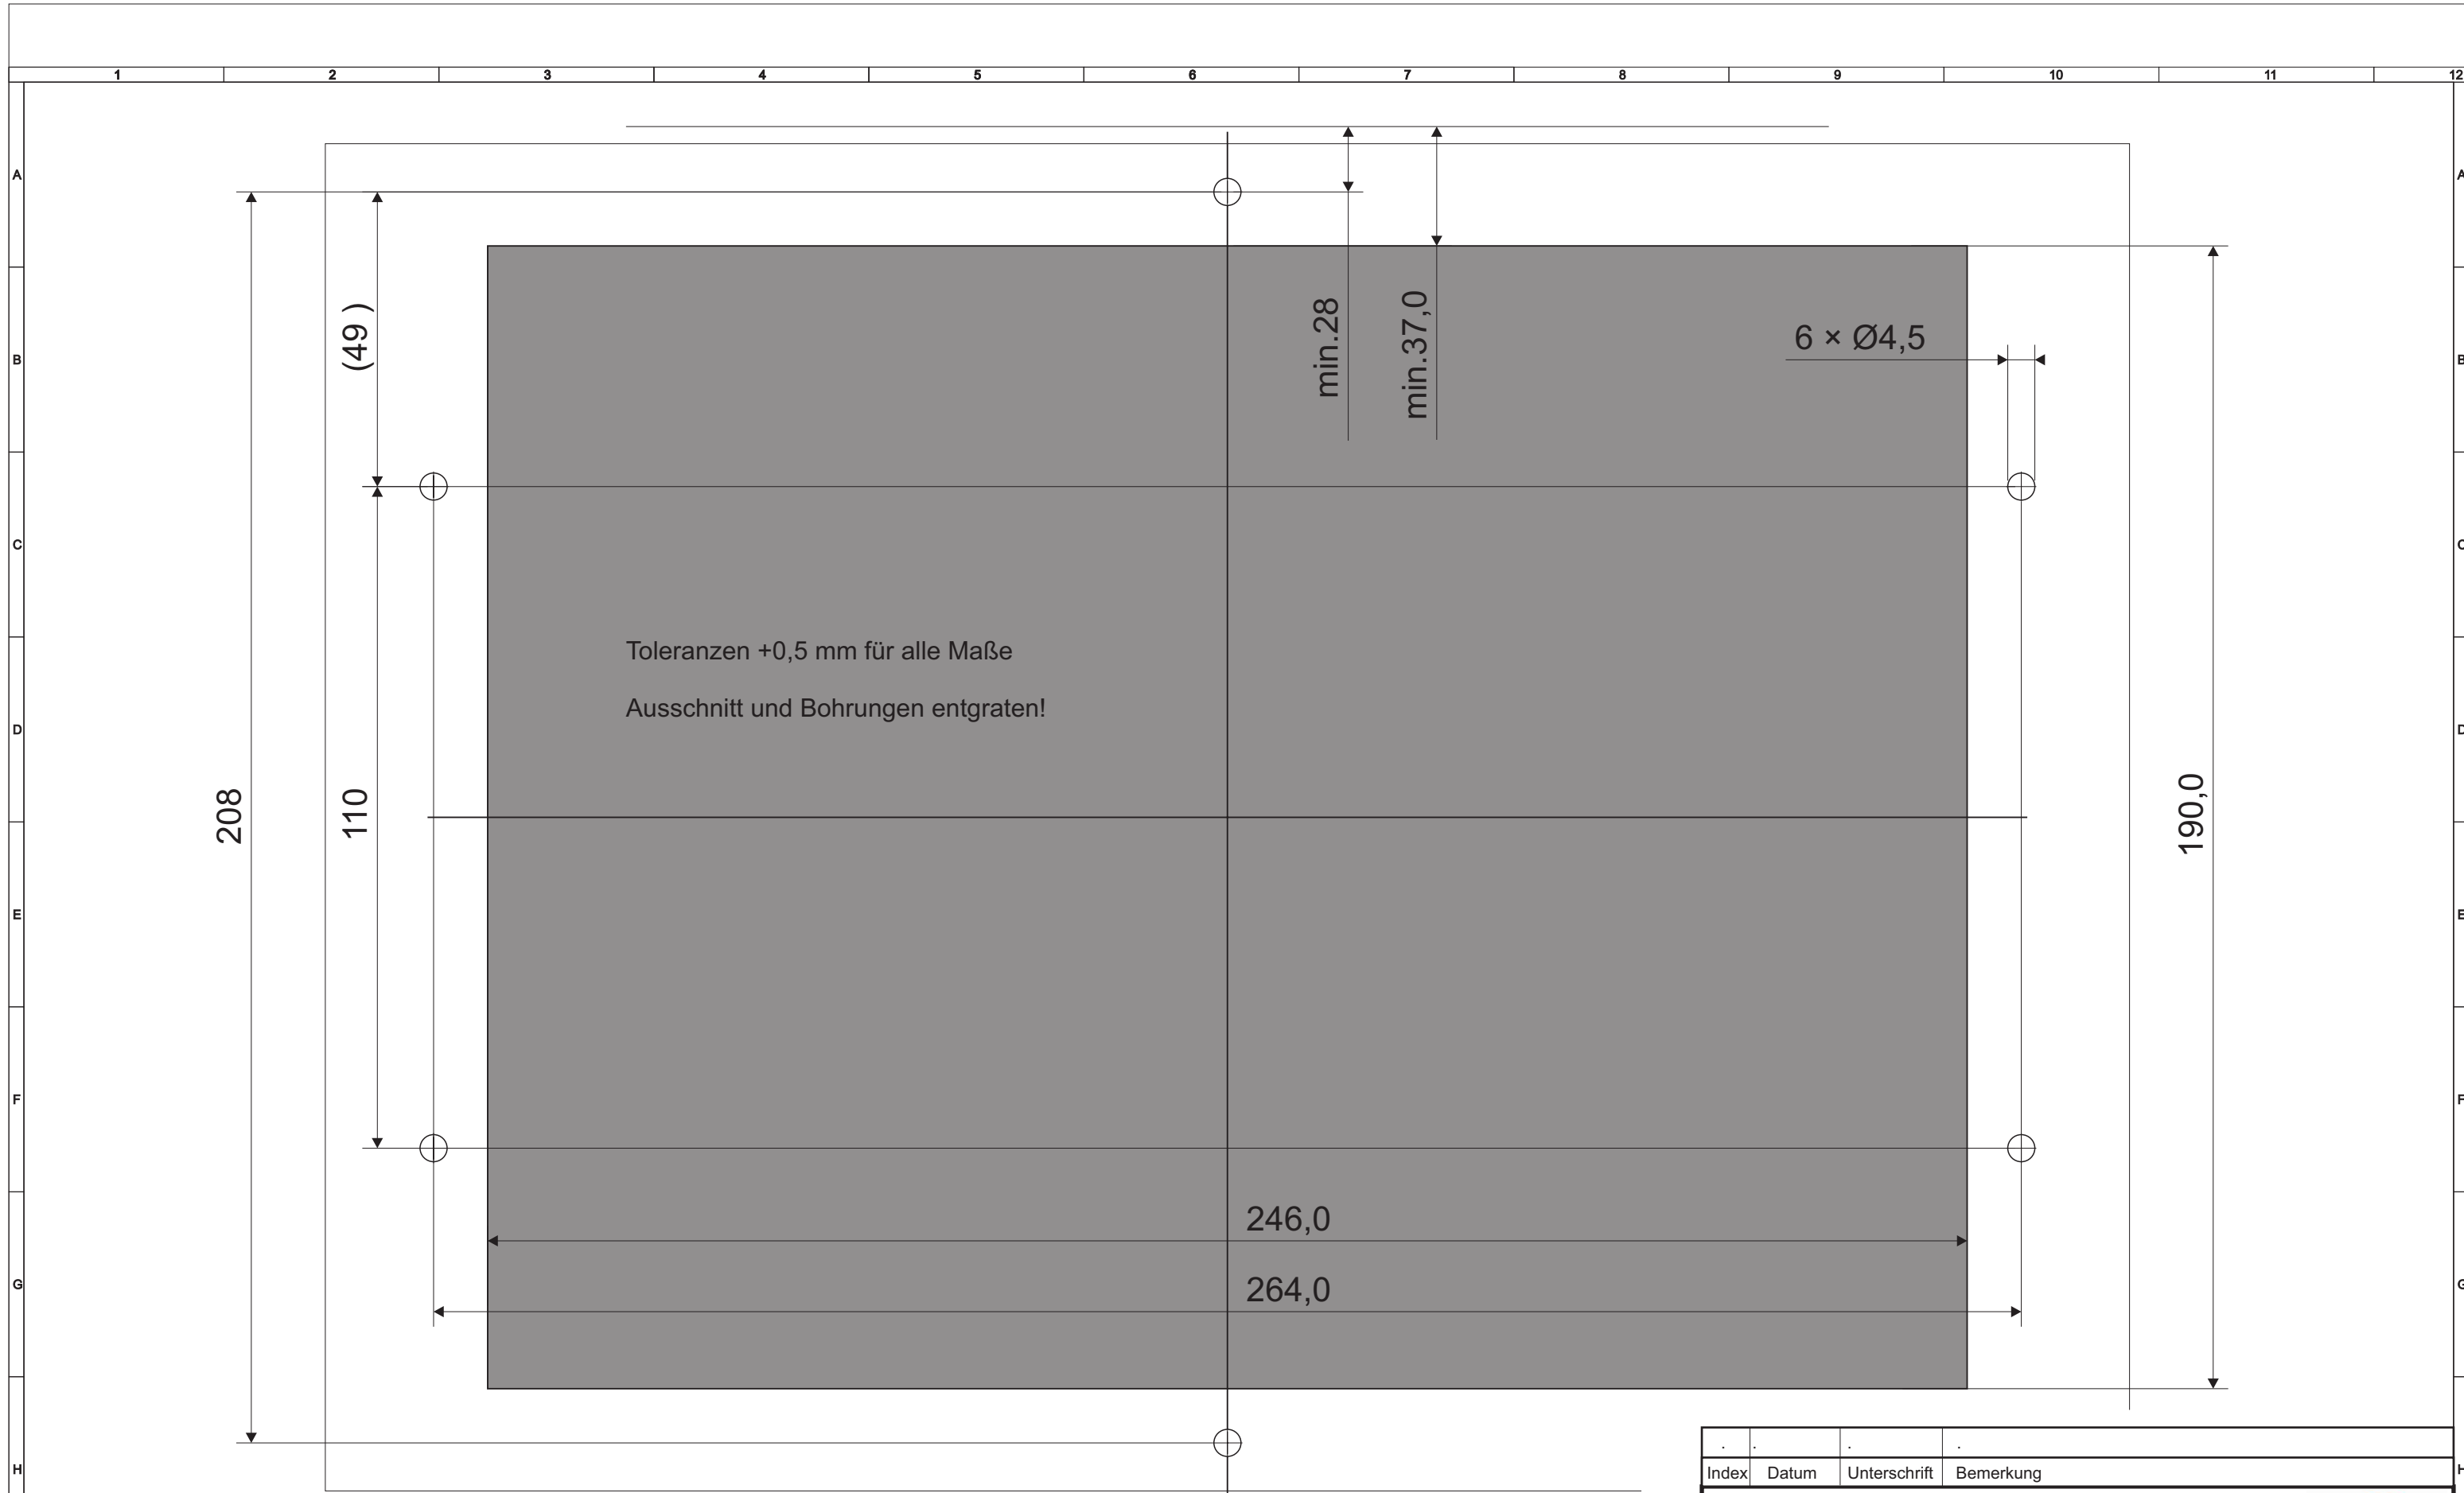 1 2 3 4 5 6 7 8 9 10 11 12
A A
(49 )
min.28
min.37,0
6 × Ø4,5
B B
C C
Toleranzen +0,5 mm für alle Maße
Ausschnitt und Bohrungen entgraten!
D D
208
110
190,0
E E
F F
246,0
264,0
G G
. . . .
Index Datum Unterschrift Bemerkung
H H